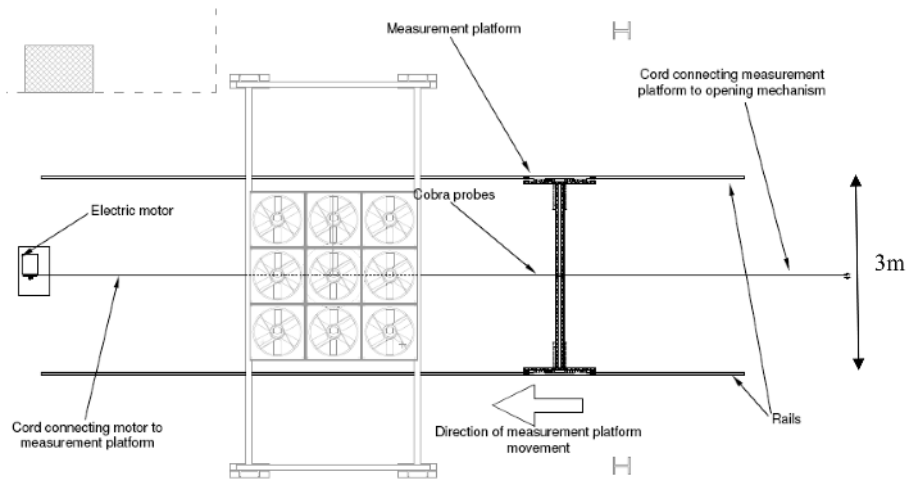 Measurement platform
Cord connecting measurement
platform to opening mechanism
Cobra probes
Electric motor
3m
Cord connecting motor to
measurement platform
Direction of measurement platform
movement
Rails